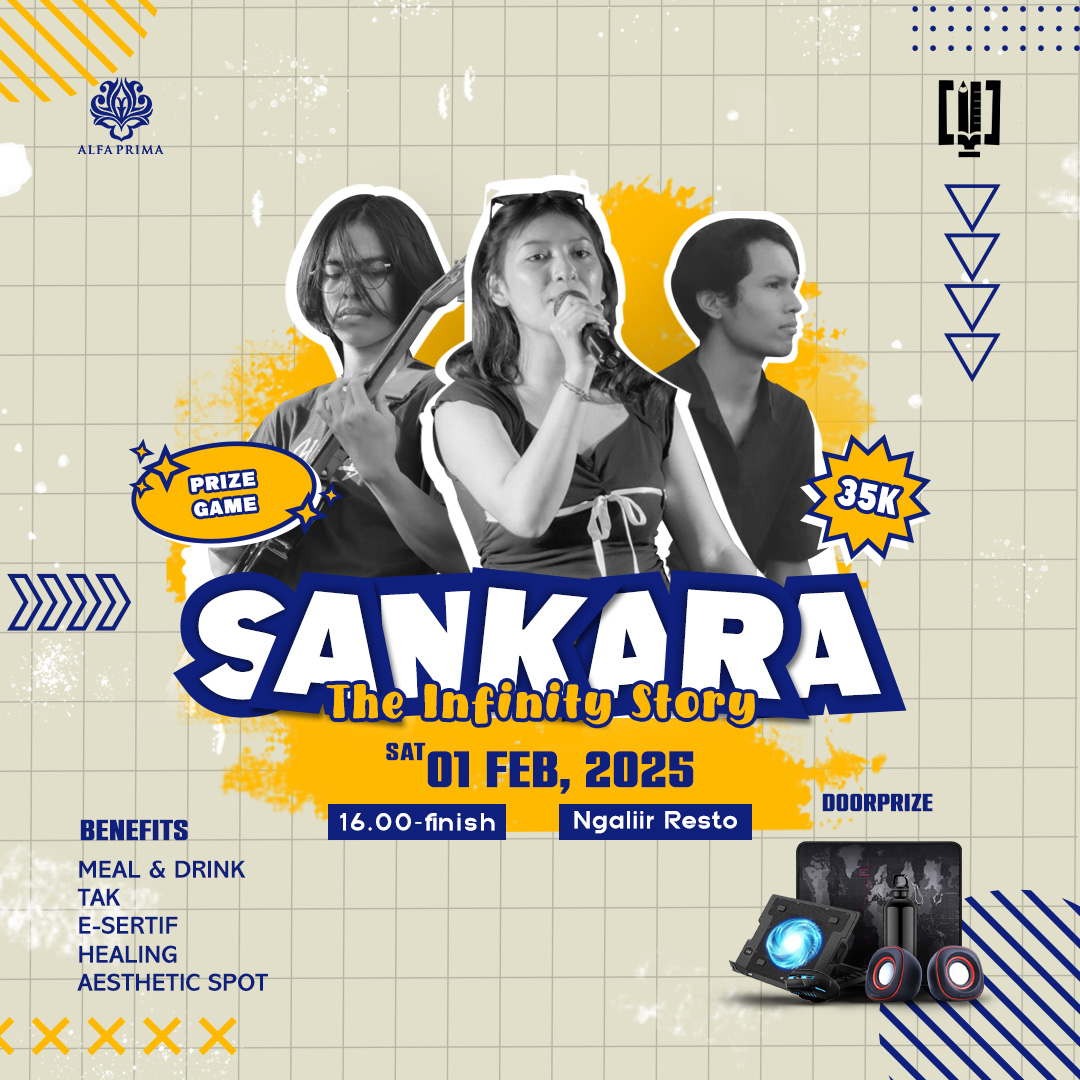 ALFA PRIMA
PRIZE
GAME
35K
SANKARA
The Infinity Story
SAT 01 FEB, 2025
16.00-finish
Ngaliir Resto
DOORPRIZE
BENEFITS
MEAL & DRINK
TAK
E-SERTIF
HEALING
AESTHETIC SPOT